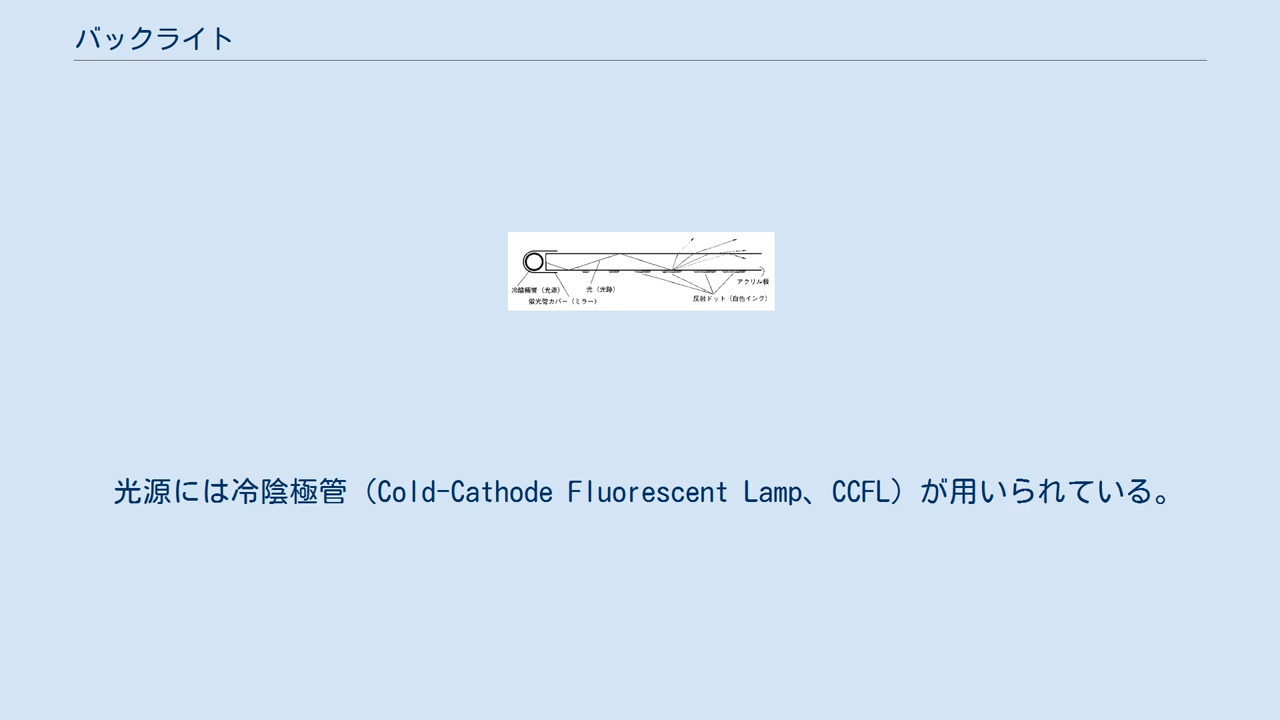 バックライト
アクリル板
冷陰極管（光源）
光（光跡）
反射ドット（白色インク）
蛍光管カバー（ミラー）
光源には冷陰極管（Cold-Cathode Fluorescent Lamp、CCFL）が用いられている。